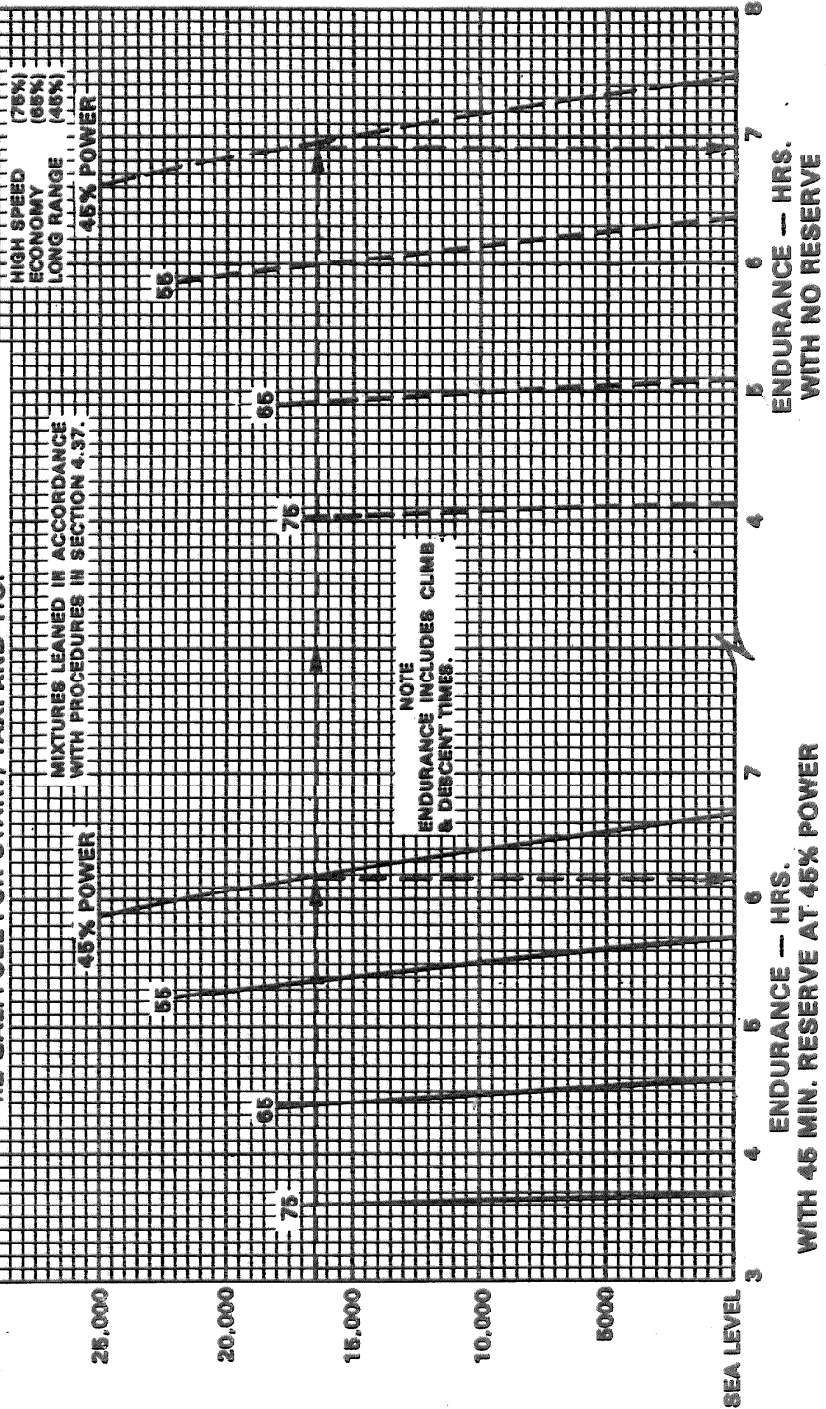 HIGH SPEED (75%)
ECONOMY (65%)
LONG RANGE (45%)
45% POWER
55
65
75
MIXTURES LEANED IN ACCORDANCE
WITH PROCEDURES IN SECTION 4.37.
NOTE
ENDURANCE INCLUDES CLIMB
& DESCENT TIMES.
45% POWER
55
65
75
25,000
20,000
15,000
10,000
5000
SEA LEVEL
3 4 5 6 7 4 5 6 7 8
ENDURANCE — HRS.
WITH 45 MIN. RESERVE AT 45% POWER
ENDURANCE — HRS.
WITH NO RESERVE